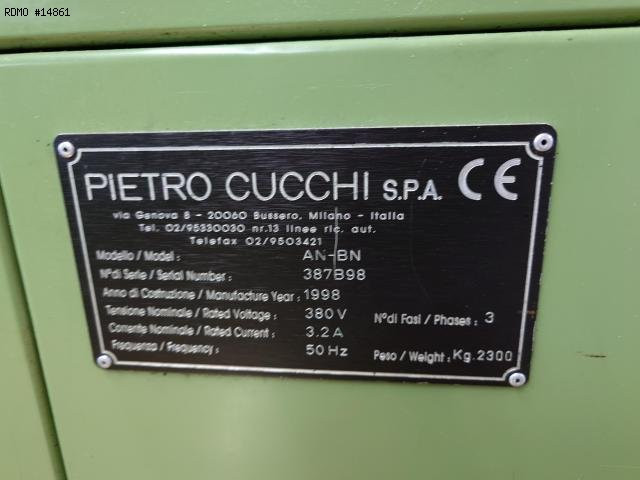 RDMO #14861
PIETRO CUCCHI S.P.A. CE
via Genova 8 - 20060 Bussero, Milano - Italia
Tel. 02/95330030 nr.13 linee ric. aut.
Telefax 02/9503421
Modello / Model: AN-BN
N°di Serie / Serial Number: 387B98
Anno di Costruzione / Manufacture Year: 1998
Tensione Nominale / Rated Voltage: 380 V N°di Fasi / Phases: 3
Corrente Nominale / Rated Current: 3.2 A
Frequenza / Frequency: 50 Hz Peso / Weight: Kg. 2300